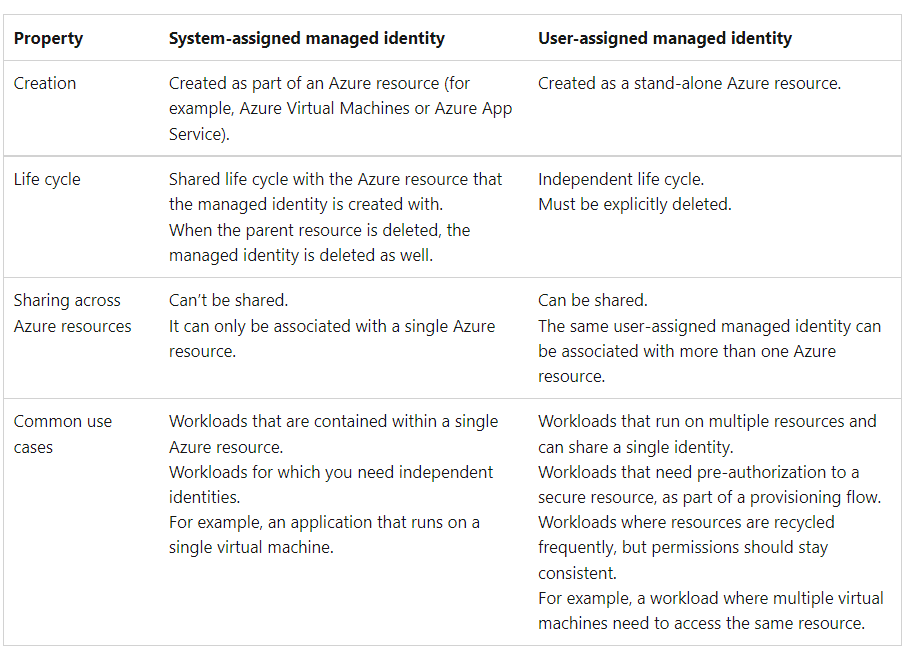 Property
System-assigned managed identity
User-assigned managed identity
Creation
Created as part of an Azure resource (for
example, Azure Virtual Machines or Azure App
Service).
Created as a stand-alone Azure resource.
Life cycle
Shared life cycle with the Azure resource that
the managed identity is created with.
When the parent resource is deleted, the
managed identity is deleted as well.
Independent life cycle.
Must be explicitly deleted.
Sharing across
Azure resources
Can’t be shared.
It can only be associated with a single Azure
resource.
Can be shared.
The same user-assigned managed identity can
be associated with more than one Azure
resource.
Common use
cases
Workloads that are contained within a single
Azure resource.
Workloads for which you need independent
identities.
For example, an application that runs on a
single virtual machine.
Workloads that run on multiple resources and
can share a single identity.
Workloads that need pre-authorization to a
secure resource, as part of a provisioning flow.
Workloads where resources are recycled
frequently, but permissions should stay
consistent.
For example, a workload where multiple virtual
machines need to access the same resource.